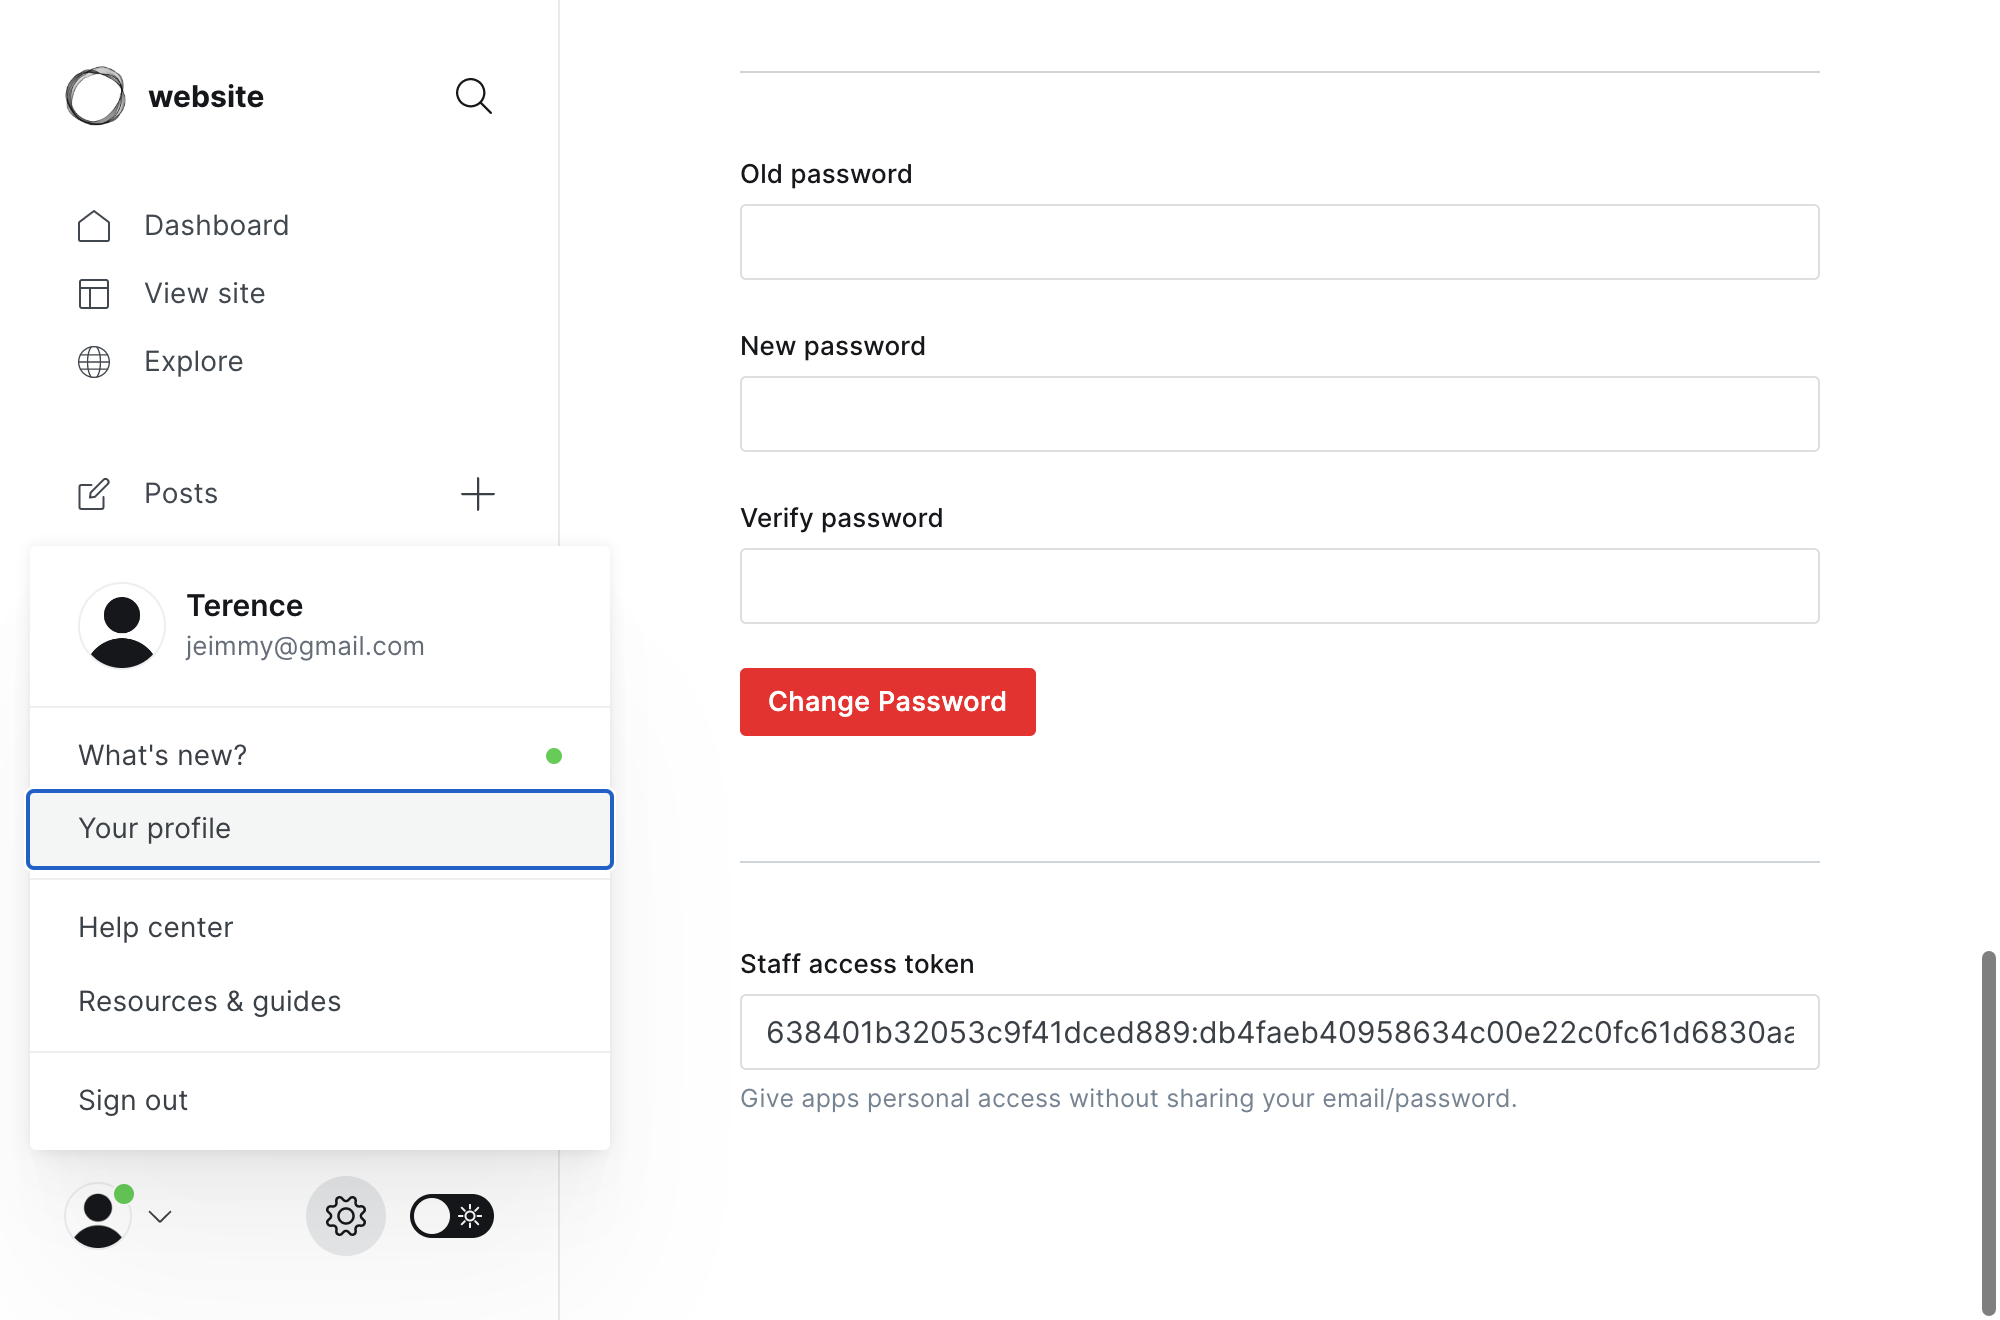 website
Dashboard
View site
Explore
Posts
Terence
jeimmy@gmail.com
What's new?
Your profile
Help center
Resources & guides
Sign out
Old password
New password
Verify password
Change Password
Staff access token
638401b32053c9f41dced889:db4faeb40958634c00e22c0fc61d6830aa
Give apps personal access without sharing your email/password.